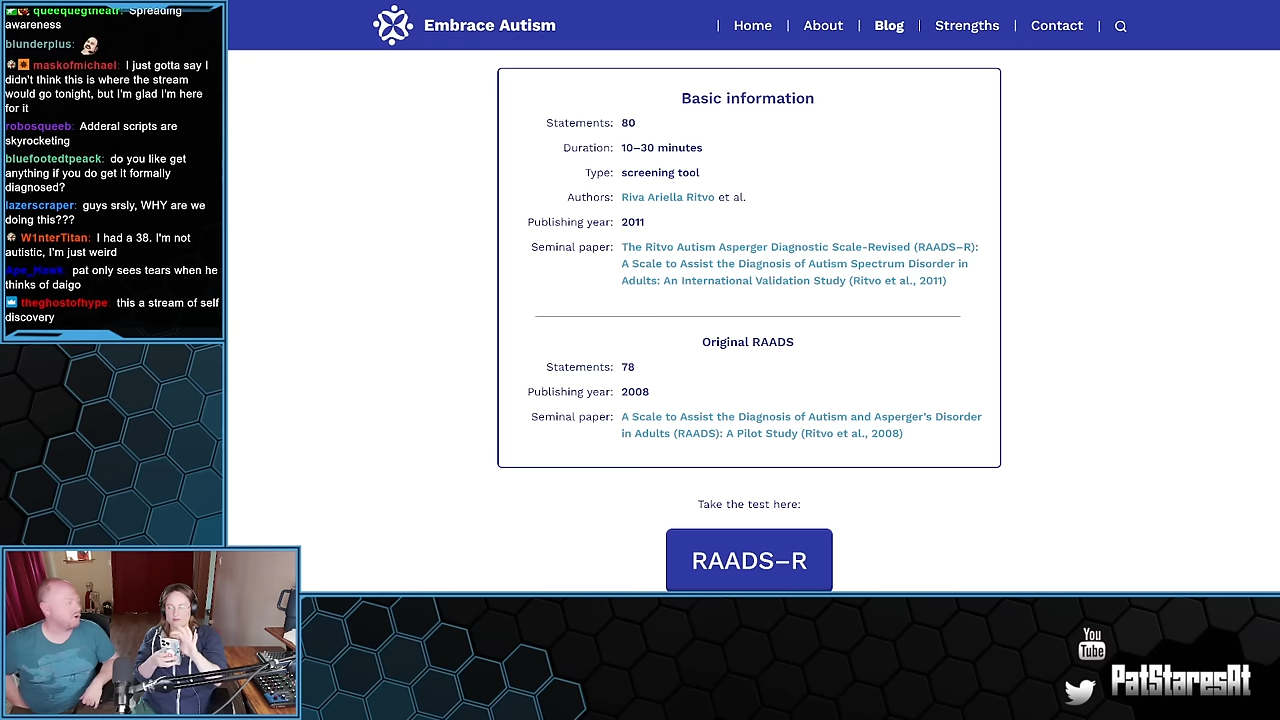 queequegtheatr: Spreading
awareness
blunderplus:
maskofmichael: I just gotta say I
didn't think this is where the stream
would go tonight, but I'm glad I'm here
for it
robosqueeb: Adderal scripts are
skyrocketing
bluefootedtpeack: do you like get
anything if you do get it formally
diagnosed?
lazerscraper: guys srsly, WHY are we
doing this???
W1nterTitan: I had a 38. I'm not
autistic, I'm just weird
Ape_Hawk: pat only sees tears when he
thinks of daigo
theghostofhype: this a stream of self
discovery
Embrace Autism
Home | About | Blog | Strengths | Contact |
Basic information
Statements: 80
Duration: 10–30 minutes
Type: screening tool
Authors: Riva Ariella Ritvo et al.
Publishing year: 2011
Seminal paper: The Ritvo Autism Asperger Diagnostic Scale-Revised (RAADS–R):
A Scale to Assist the Diagnosis of Autism Spectrum Disorder in
Adults: An International Validation Study (Ritvo et al., 2011)
Original RAADS
Statements: 78
Publishing year: 2008
Seminal paper: A Scale to Assist the Diagnosis of Autism and Asperger's Disorder
in Adults (RAADS): A Pilot Study (Ritvo et al., 2008)
Take the test here:
RAADS–R
You
Tube
PatStaresAt